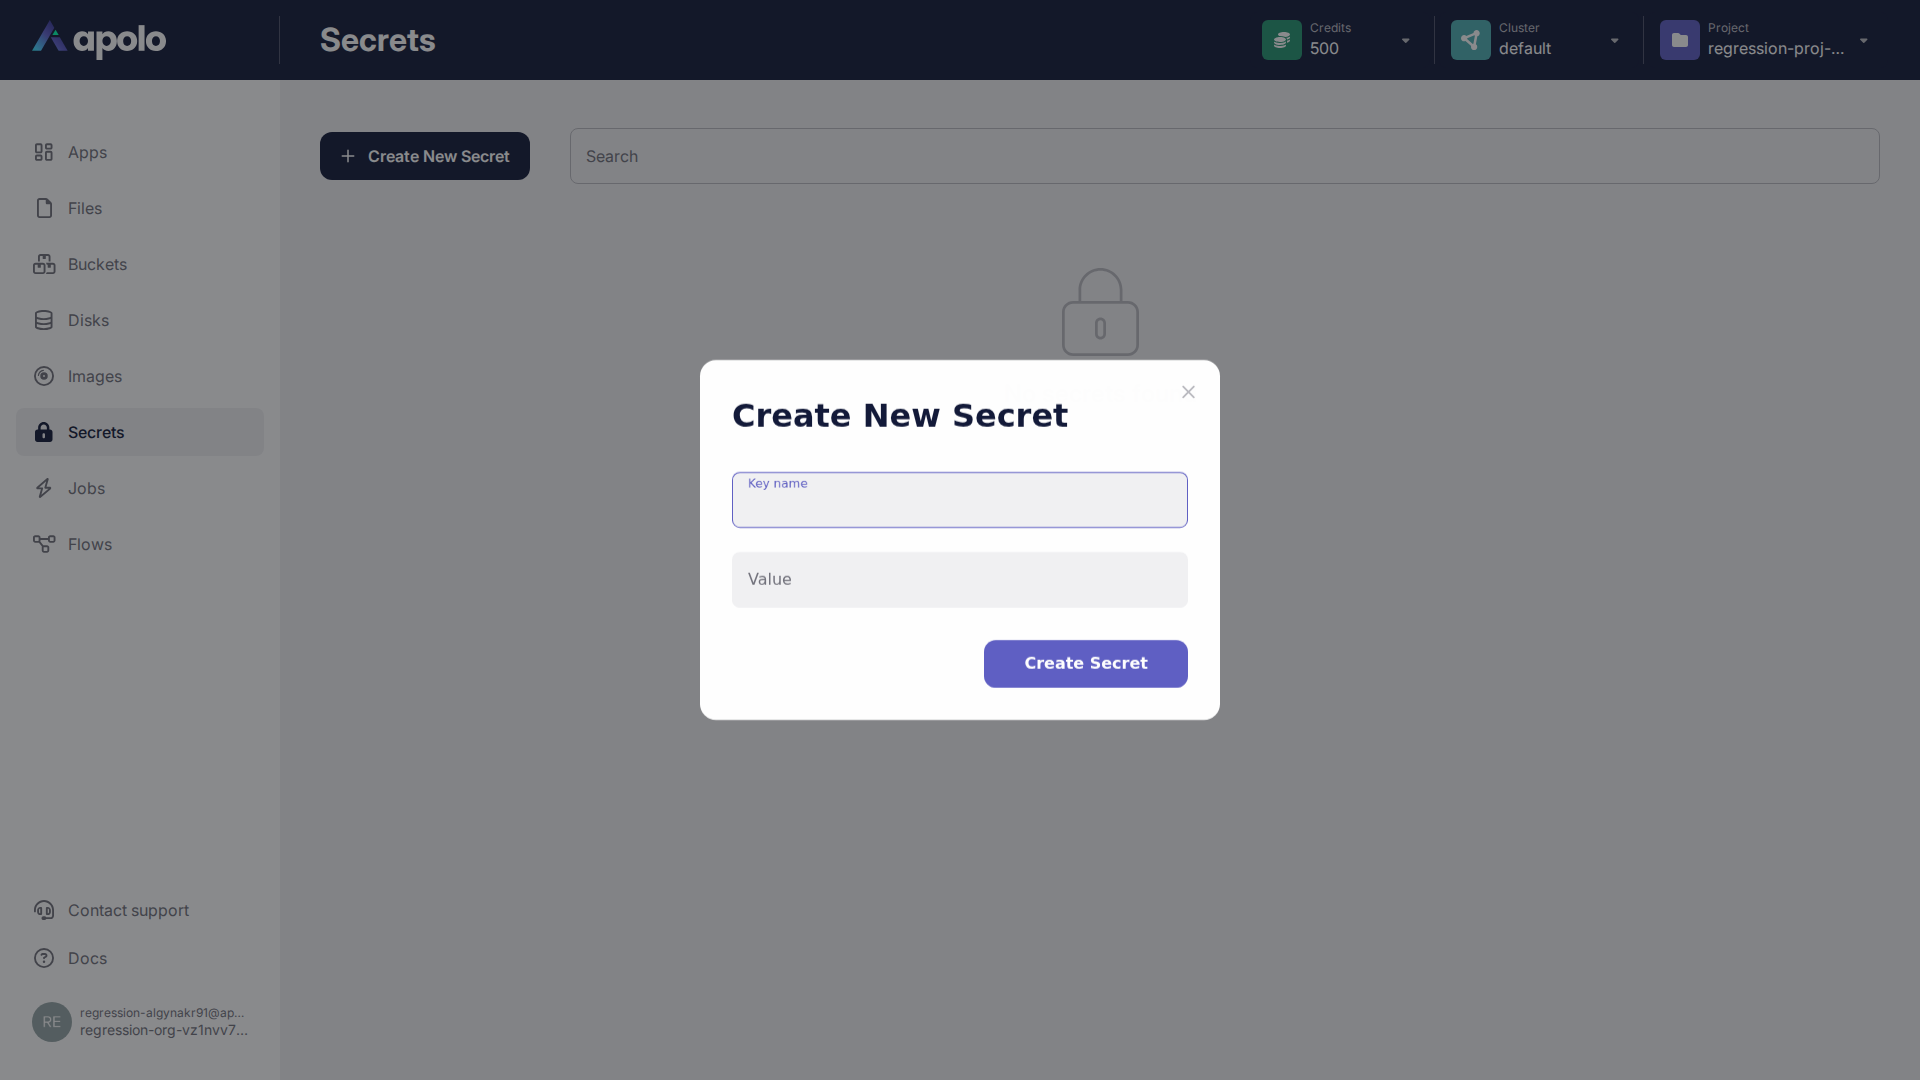 apolo
Secrets
Credits
500
Cluster
default
Project
regression-proj-...
Apps
Files
Buckets
Disks
Images
Secrets
Jobs
Flows
Create New Secret
Search
Create New Secret
Key name
Value
Create Secret
Contact support
Docs
RE
regression-algynakr91@ap...
regression-org-vz1nvv7...